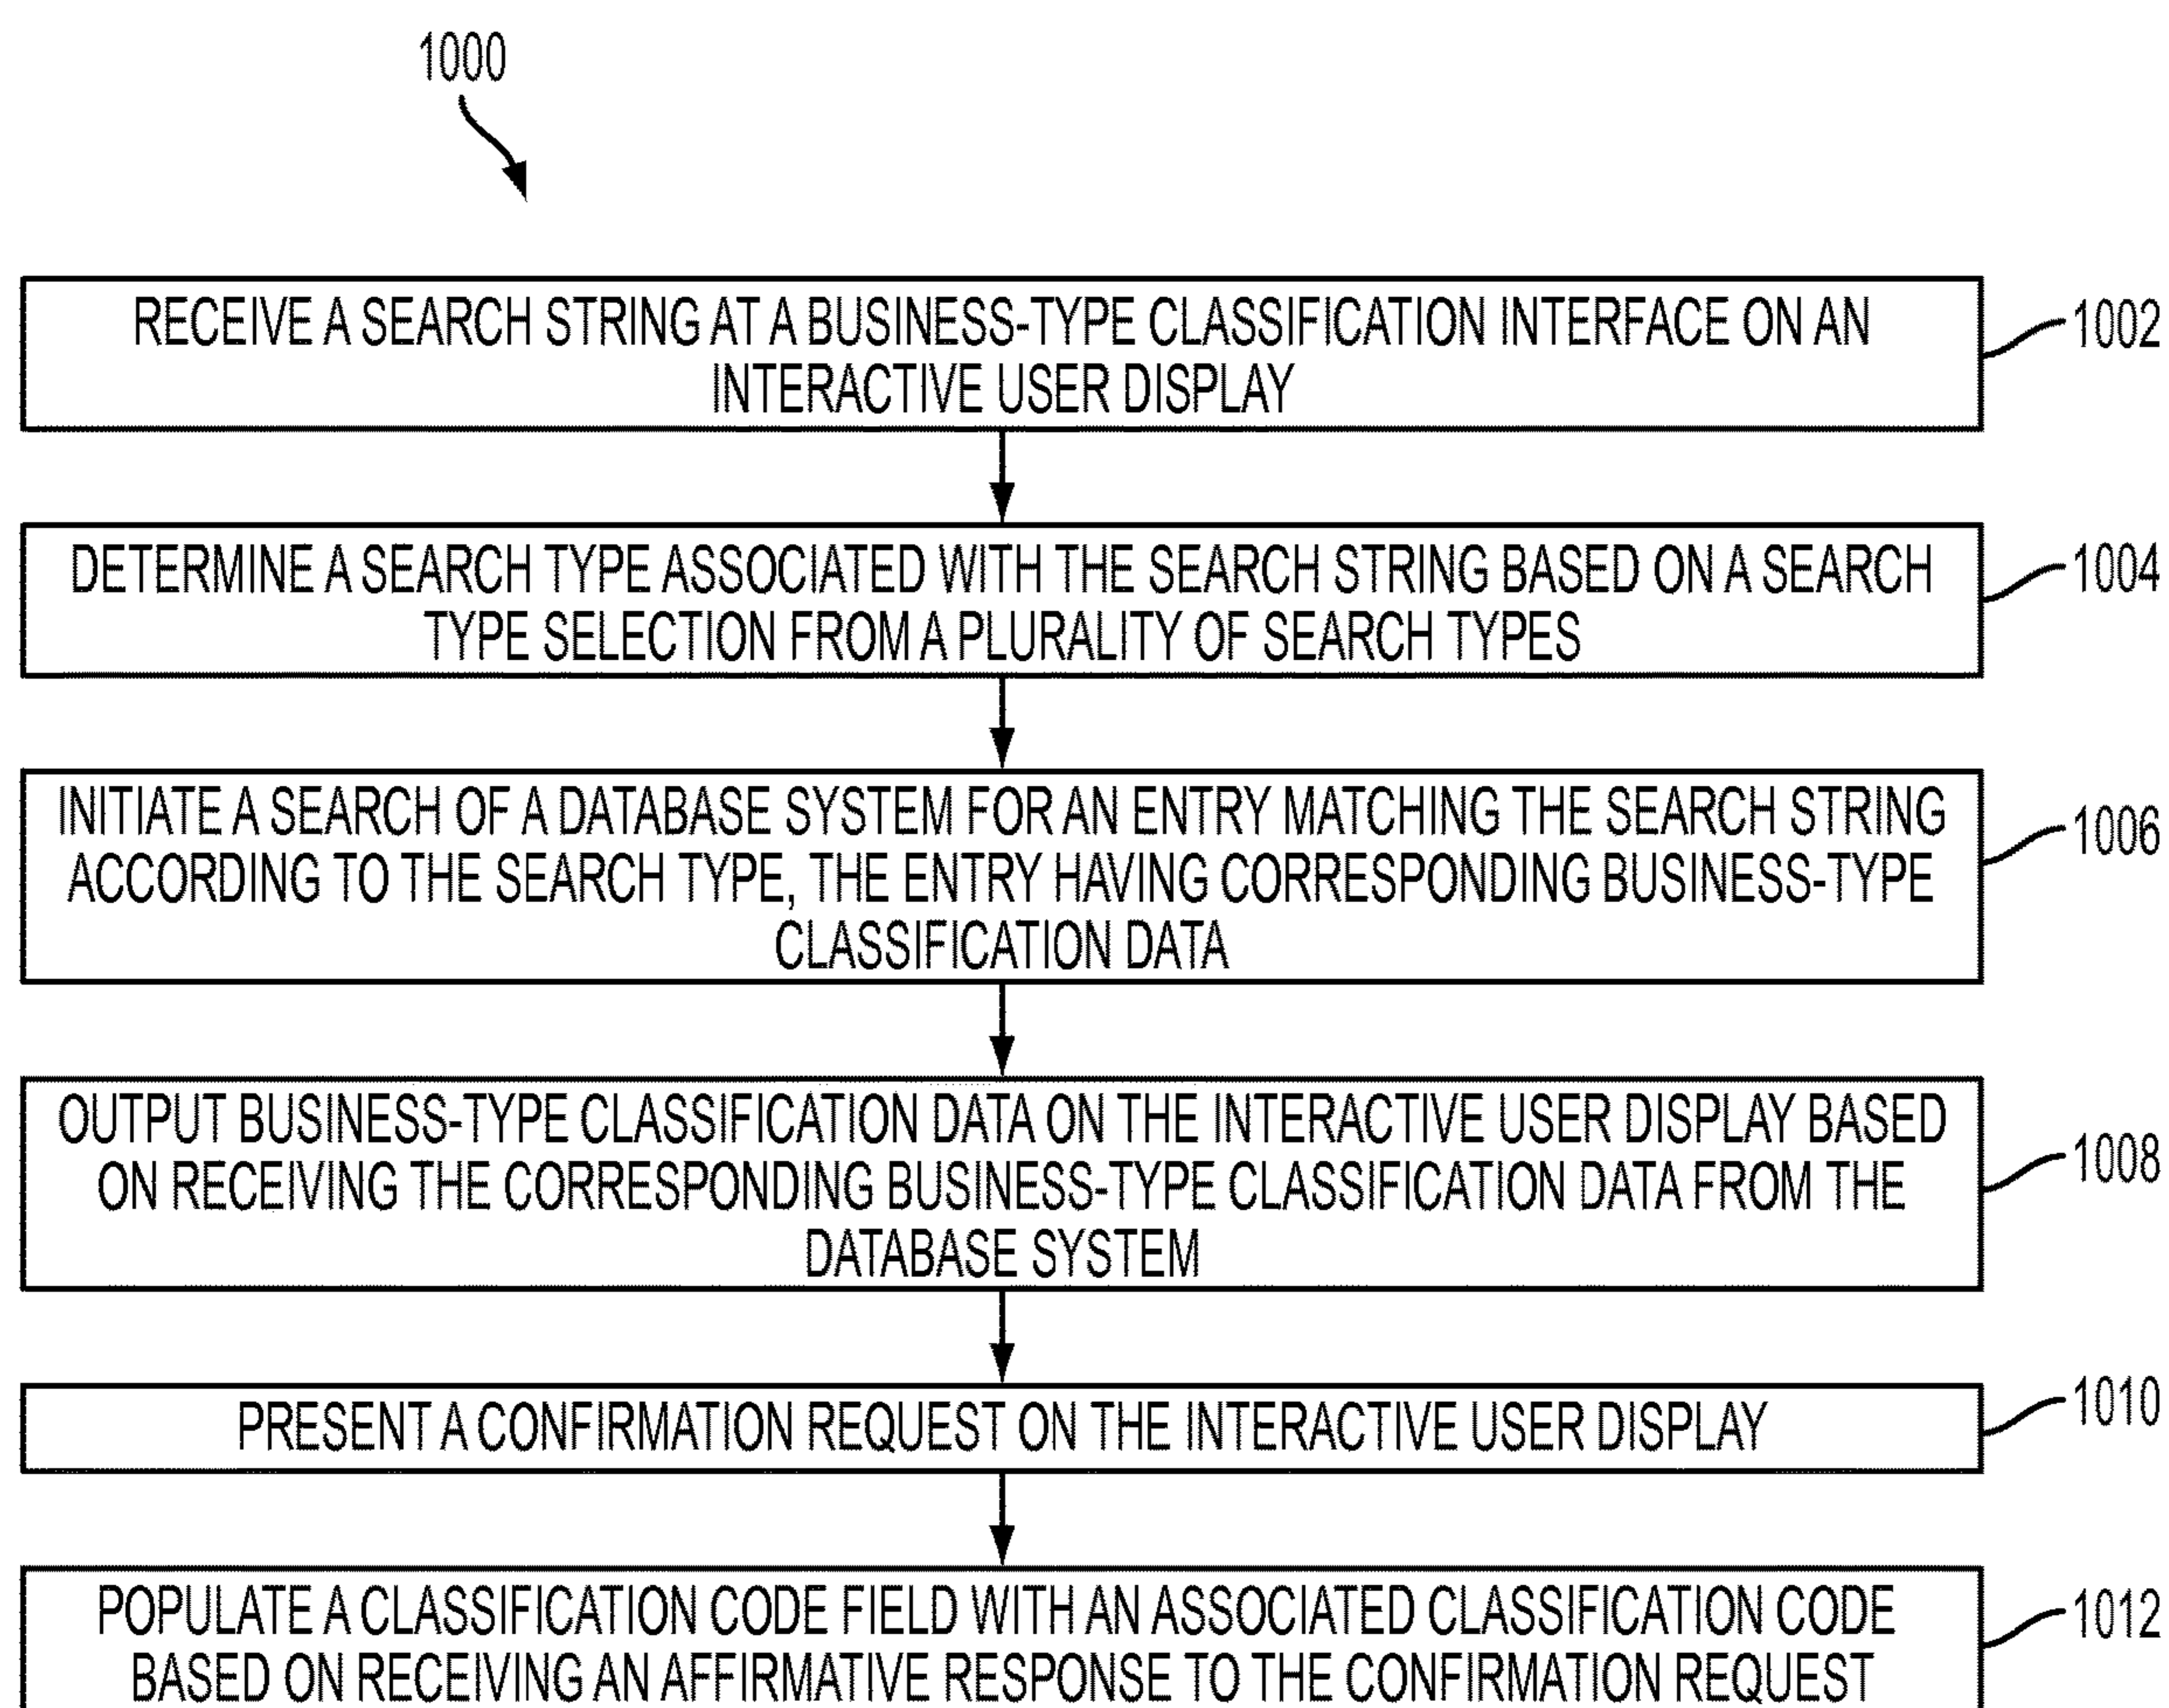 1000
RECEIVE A SEARCH STRING AT A BUSINESS-TYPE CLASSIFICATION INTERFACE ON AN
INTERACTIVE USER DISPLAY
1002
DETERMINE A SEARCH TYPE ASSOCIATED WITH THE SEARCH STRING BASED ON A SEARCH
TYPE SELECTION FROM A PLURALITY OF SEARCH TYPES
1004
INITIATE A SEARCH OF A DATABASE SYSTEM FOR AN ENTRY MATCHING THE SEARCH STRING
ACCORDING TO THE SEARCH TYPE, THE ENTRY HAVING CORRESPONDING BUSINESS-TYPE
CLASSIFICATION DATA
1006
OUTPUT BUSINESS-TYPE CLASSIFICATION DATA ON THE INTERACTIVE USER DISPLAY BASED
ON RECEIVING THE CORRESPONDING BUSINESS-TYPE CLASSIFICATION DATA FROM THE
DATABASE SYSTEM
1008
PRESENT A CONFIRMATION REQUEST ON THE INTERACTIVE USER DISPLAY
1010
POPULATE A CLASSIFICATION CODE FIELD WITH AN ASSOCIATED CLASSIFICATION CODE
BASED ON RECEIVING AN AFFIRMATIVE RESPONSE TO THE CONFIRMATION REQUEST
1012